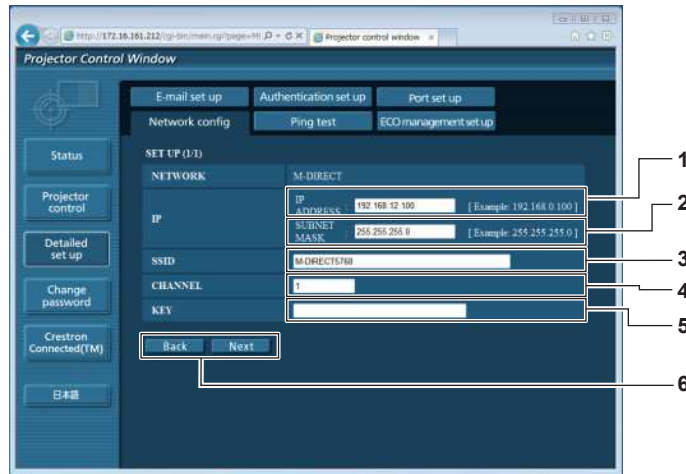 http://172.16.161.212/cgi-bin/main.cgi?page=
Projector control window
Projector Control Window
E-mail set up
Authentication set up
Port set up
Network config
Ping test
ECO management set up
Status
Projector control
Detailed set up
Change password
Crestron Connected(TM)
日本語
SET UP (1/1)
NETWORK
M-DIRECT
IP
IP ADDRESS : 192.168.12.100 [ Example: 192.168.0.100 ]
SUBNET MASK : 255.255.255.0 [ Example: 255.255.255.0 ]
SSID
M-DIRECT5768
CHANNEL
1
KEY
Back
Next
1
2
3
4
5
6